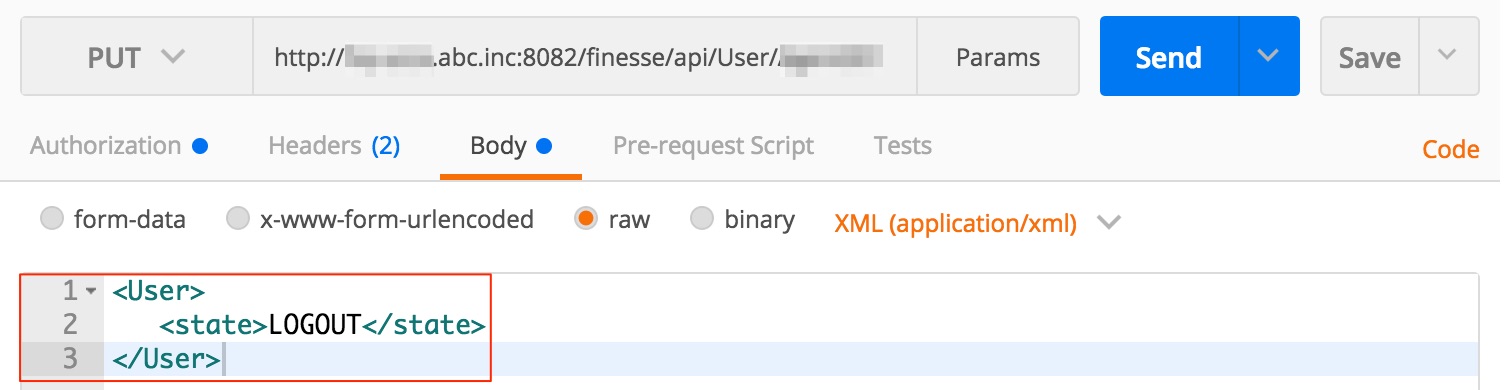 PUT
http:// .abc.inc:8082/finesse/api/User/
Params
Send
Save
Authorization
Headers (2)
Body
Pre-request Script
Tests
Code
form-data
x-www-form-urlencoded
raw
binary
XML (application/xml)
1 <User>
2 <state>LOGOUT</state>
3 </User>